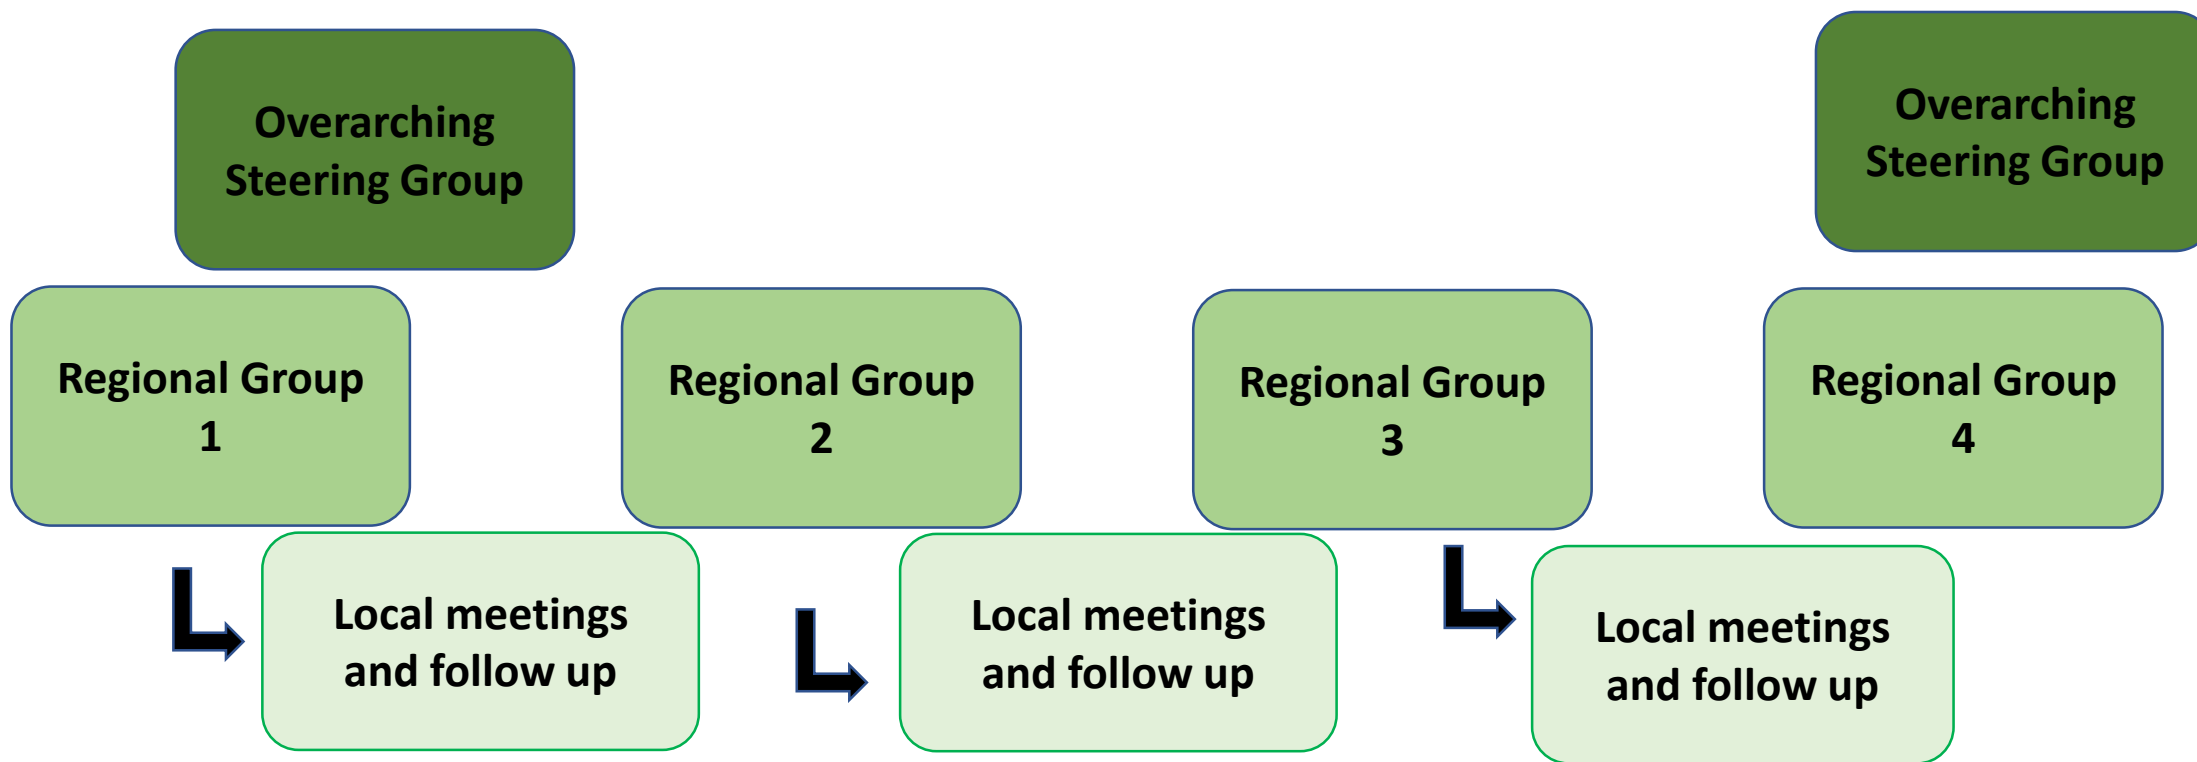 Overarching
Steering Group
Overarching
Steering Group
Regional Group
1
Regional Group
2
Regional Group
3
Regional Group
4
Local meetings
and follow up
Local meetings
and follow up
Local meetings
and follow up